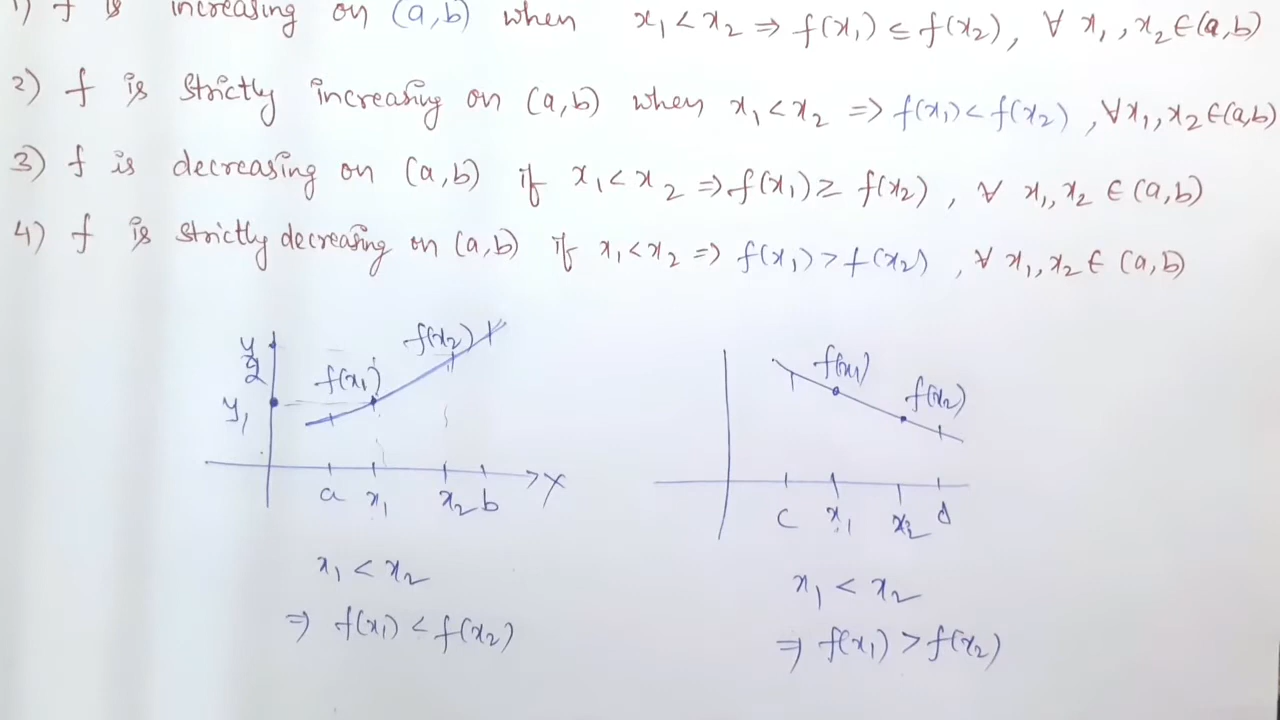 1) f is increasing on (a,b) when x₁ < x₂ ⇒ f(x₁) ≤ f(x₂), ∀ x₁, x₂ ∈ (a,b)
2) f is strictly increasing on (a,b) when x₁ < x₂ ⇒ f(x₁) < f(x₂), ∀ x₁, x₂ ∈ (a,b)
3) f is decreasing on (a,b) if x₁ < x₂ ⇒ f(x₁) ≥ f(x₂), ∀ x₁, x₂ ∈ (a,b)
4) f is strictly decreasing on (a,b) if x₁ < x₂ ⇒ f(x₁) > f(x₂), ∀ x₁, x₂ ∈ (a,b)
y₂ f(x₂)
f(x₁)
y₁
a x₁ x₂ b X
x₁ < x₂
⇒ f(x₁) < f(x₂)
f(x₁)
f(x₂)
c x₁ x₂ d
x₁ < x₂
⇒ f(x₁) > f(x₂)